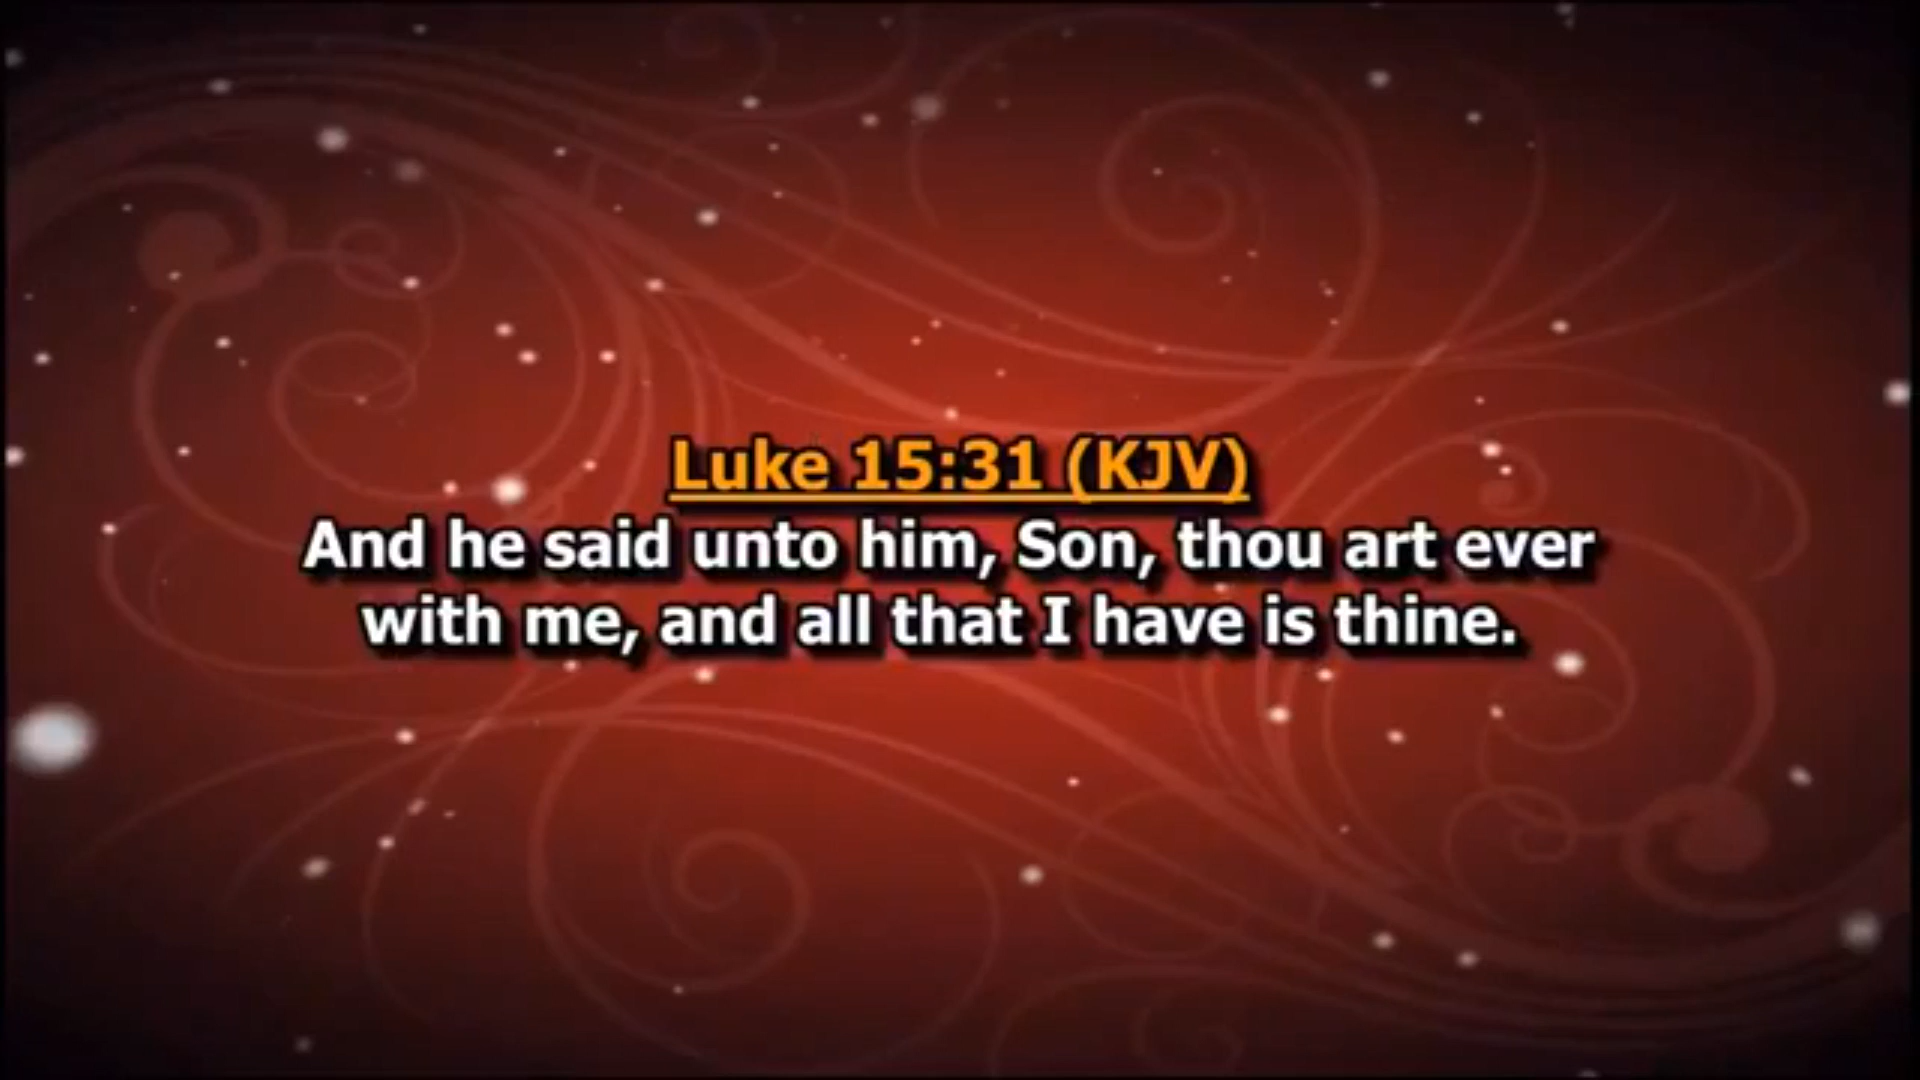 Luke 15:31 (KJV)
And he said unto him, Son, thou art ever
with me, and all that I have is thine.